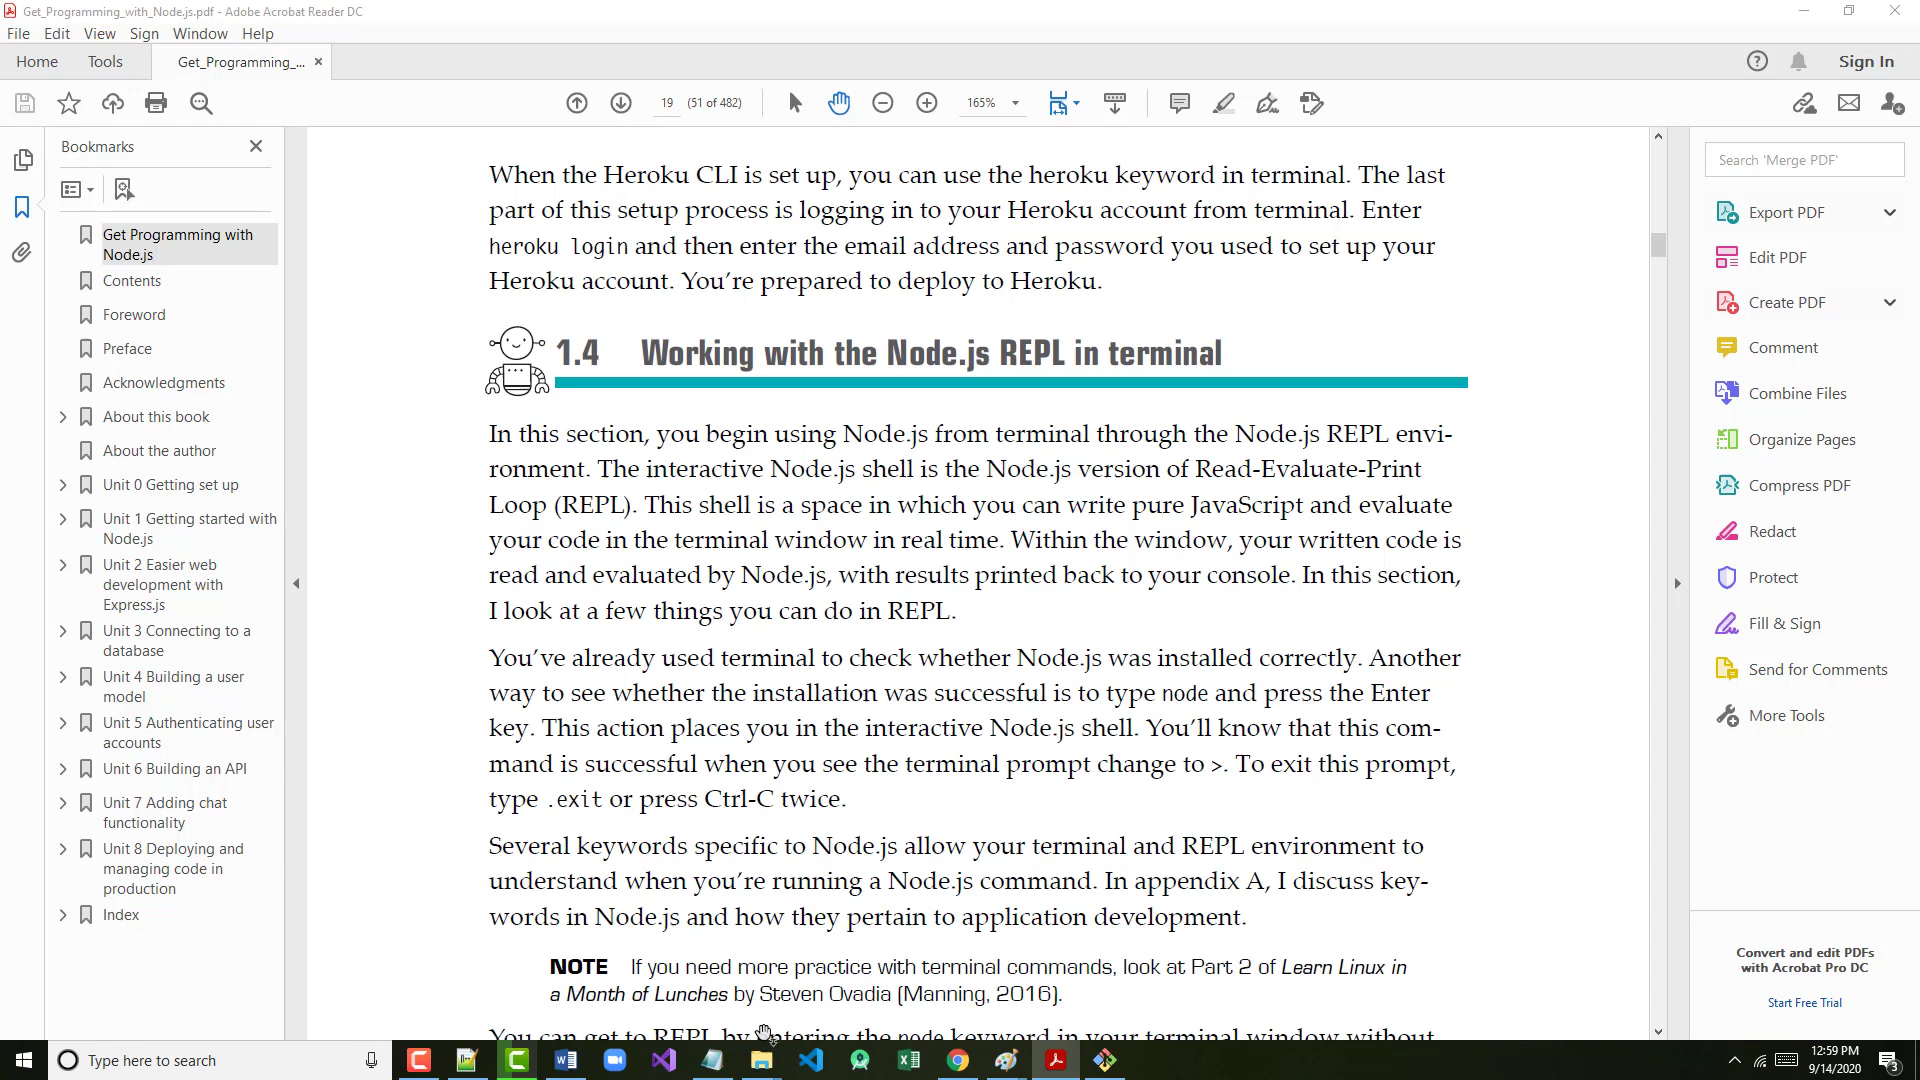 Get_Programming_with_Node.js.pdf - Adobe Acrobat Reader DC
File Edit View Sign Window Help
Home Tools Get_Programming_... ×
Sign In
19 (51 of 482)
165%
Bookmarks
Get Programming with
Node.js
Contents
Foreword
Preface
Acknowledgments
About this book
About the author
Unit 0 Getting set up
Unit 1 Getting started with
Node.js
Unit 2 Easier web
development with
Express.js
Unit 3 Connecting to a
database
Unit 4 Building a user
model
Unit 5 Authenticating user
accounts
Unit 6 Building an API
Unit 7 Adding chat
functionality
Unit 8 Deploying and
managing code in
production
Index
When the Heroku CLI is set up, you can use the heroku keyword in terminal. The last
part of this setup process is logging in to your Heroku account from terminal. Enter
heroku login and then enter the email address and password you used to set up your
Heroku account. You’re prepared to deploy to Heroku.
1.4 Working with the Node.js REPL in terminal
In this section, you begin using Node.js from terminal through the Node.js REPL envi-
ronment. The interactive Node.js shell is the Node.js version of Read-Evaluate-Print
Loop (REPL). This shell is a space in which you can write pure JavaScript and evaluate
your code in the terminal window in real time. Within the window, your written code is
read and evaluated by Node.js, with results printed back to your console. In this section,
I look at a few things you can do in REPL.
You’ve already used terminal to check whether Node.js was installed correctly. Another
way to see whether the installation was successful is to type node and press the Enter
key. This action places you in the interactive Node.js shell. You’ll know that this com-
mand is successful when you see the terminal prompt change to >. To exit this prompt,
type .exit or press Ctrl-C twice.
Several keywords specific to Node.js allow your terminal and REPL environment to
understand when you’re running a Node.js command. In appendix A, I discuss key-
words in Node.js and how they pertain to application development.
NOTE If you need more practice with terminal commands, look at Part 2 of Learn Linux in
a Month of Lunches by Steven Ovadia (Manning, 2016).
You can get to REPL by entering the node keyword in your terminal window without
Search 'Merge PDF'
Export PDF
Edit PDF
Create PDF
Comment
Combine Files
Organize Pages
Compress PDF
Redact
Protect
Fill & Sign
Send for Comments
More Tools
Convert and edit PDFs
with Acrobat Pro DC
Start Free Trial
Type here to search
12:59 PM
9/14/2020
3